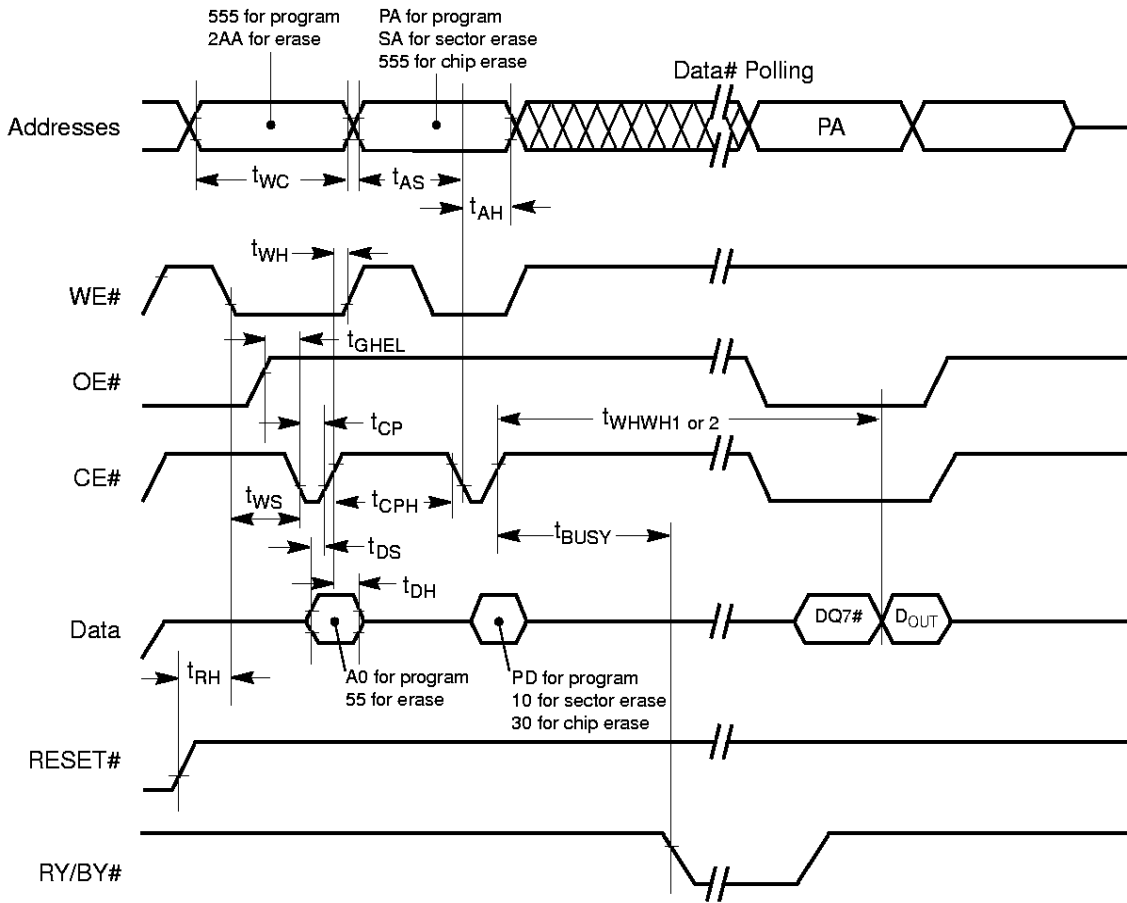 555 for program
2AA for erase
PA for program
SA for sector erase
555 for chip erase
Data# Polling
Addresses
PA
tWC
tAS
tAH
tWH
WE#
tGHEL
OE#
tWHWH1 or 2
tCP
CE#
tWS
tCPH
tBUSY
tDS
tDH
Data
DQ7#
DOUT
tRH
A0 for program
55 for erase
PD for program
10 for sector erase
30 for chip erase
RESET#
RY/BY#